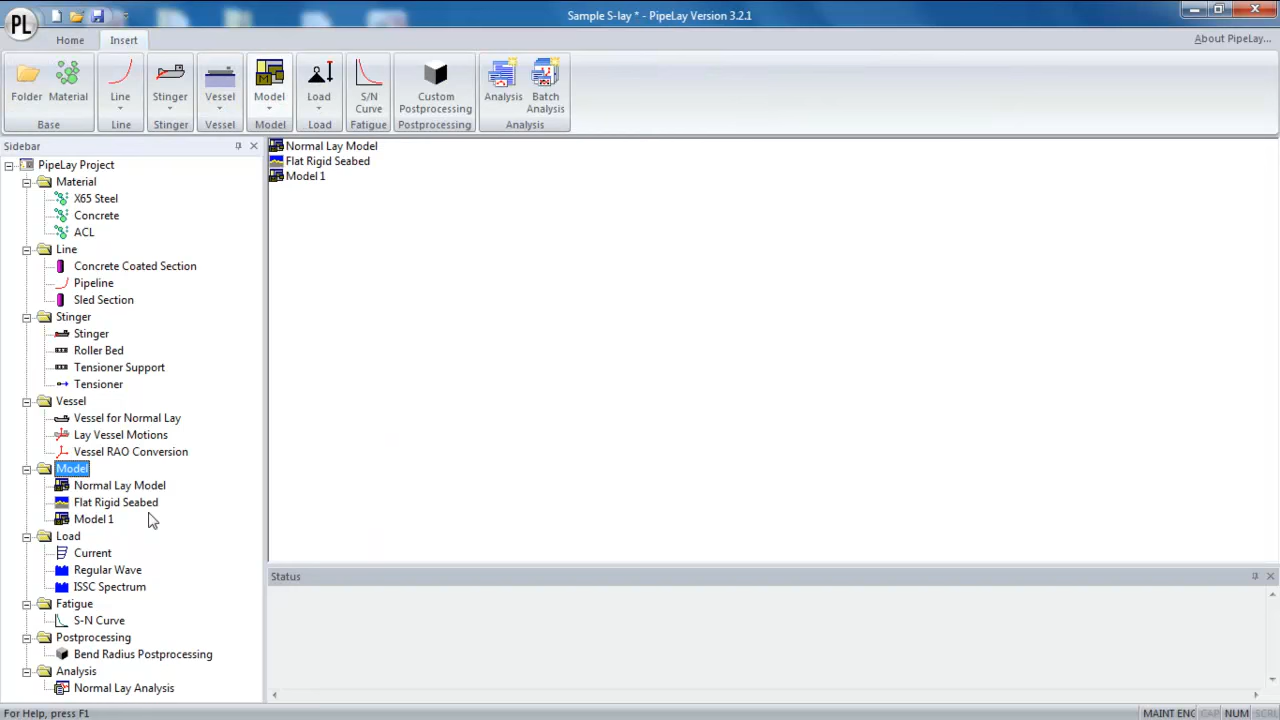 PL
Sample S-lay * - PipeLay Version 3.2.1
Home
Insert
About PipeLay...
Folder
Material
Line
Stinger
Vessel
Model
Load
S/N
Curve
Custom
Postprocessing
Analysis
Batch
Analysis
Base
Line
Stinger
Vessel
Model
Load
Fatigue
Postprocessing
Analysis
Sidebar
PipeLay Project
Material
X65 Steel
Concrete
ACL
Line
Concrete Coated Section
Pipeline
Sled Section
Stinger
Stinger
Roller Bed
Tensioner Support
Tensioner
Vessel
Vessel for Normal Lay
Lay Vessel Motions
Vessel RAO Conversion
Model
Normal Lay Model
Flat Rigid Seabed
Model 1
Load
Current
Regular Wave
ISSC Spectrum
Fatigue
S-N Curve
Postprocessing
Bend Radius Postprocessing
Analysis
Normal Lay Analysis
Normal Lay Model
Flat Rigid Seabed
Model 1
Status
For Help, press F1
MAINT ENC CAP NUM SCRL